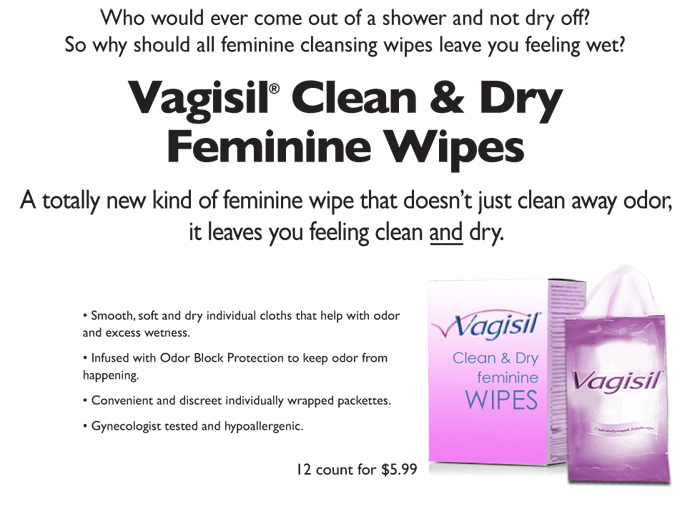 Who would ever come out of a shower and not dry off?
So why should all feminine cleansing wipes leave you feeling wet?
Vagisil® Clean & Dry
Feminine Wipes
A totally new kind of feminine wipe that doesn't just clean away odor,
it leaves you feeling clean and dry.
• Smooth, soft and dry individual cloths that help with odor
and excess wetness.
• Infused with Odor Block Protection to keep odor from
happening.
• Convenient and discreet individually wrapped packettes.
• Gynecologist tested and hypoallergenic.
12 count for $5.99
Vagisil
Clean & Dry
feminine
WIPES
Vagisil